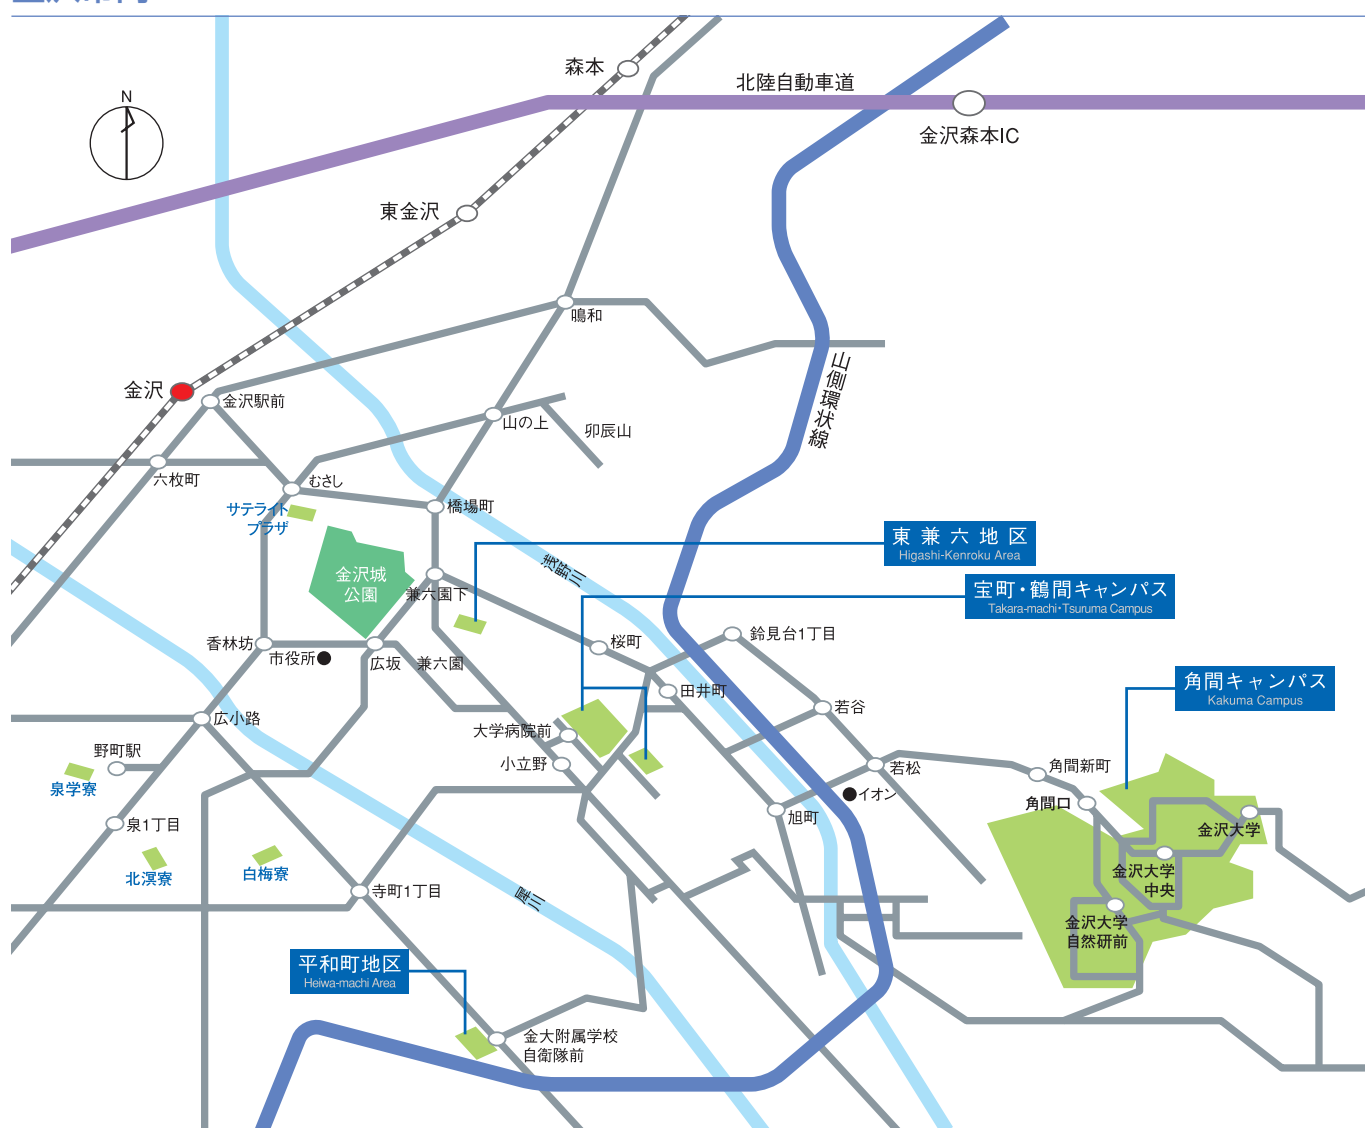 N
森本
北陸自動車道
金沢森本IC
東金沢
鳴和
山側環状線
金沢
金沢駅前
山の上
卯辰山
六枚町
むさし
サテライト
プラザ
橋場町
東兼六地区
Higashi-Kenroku Area
浅野川
金沢城
公園
兼六園下
宝町・鶴間キャンパス
Takara-machi・Tsuruma Campus
香林坊
市役所
広坂
兼六園
桜町
鈴見台1丁目
角間キャンパス
Kakuma Campus
田井町
若谷
広小路
大学病院前
野町駅
小立野
若松
角間新町
泉学寮
イオン
角間口
泉1丁目
旭町
金沢大学
北溟寮
白梅寮
金沢大学
中央
寺町1丁目
犀川
金沢大学
自然研前
平和町地区
Heiwa-machi Area
金大附属学校
自衛隊前